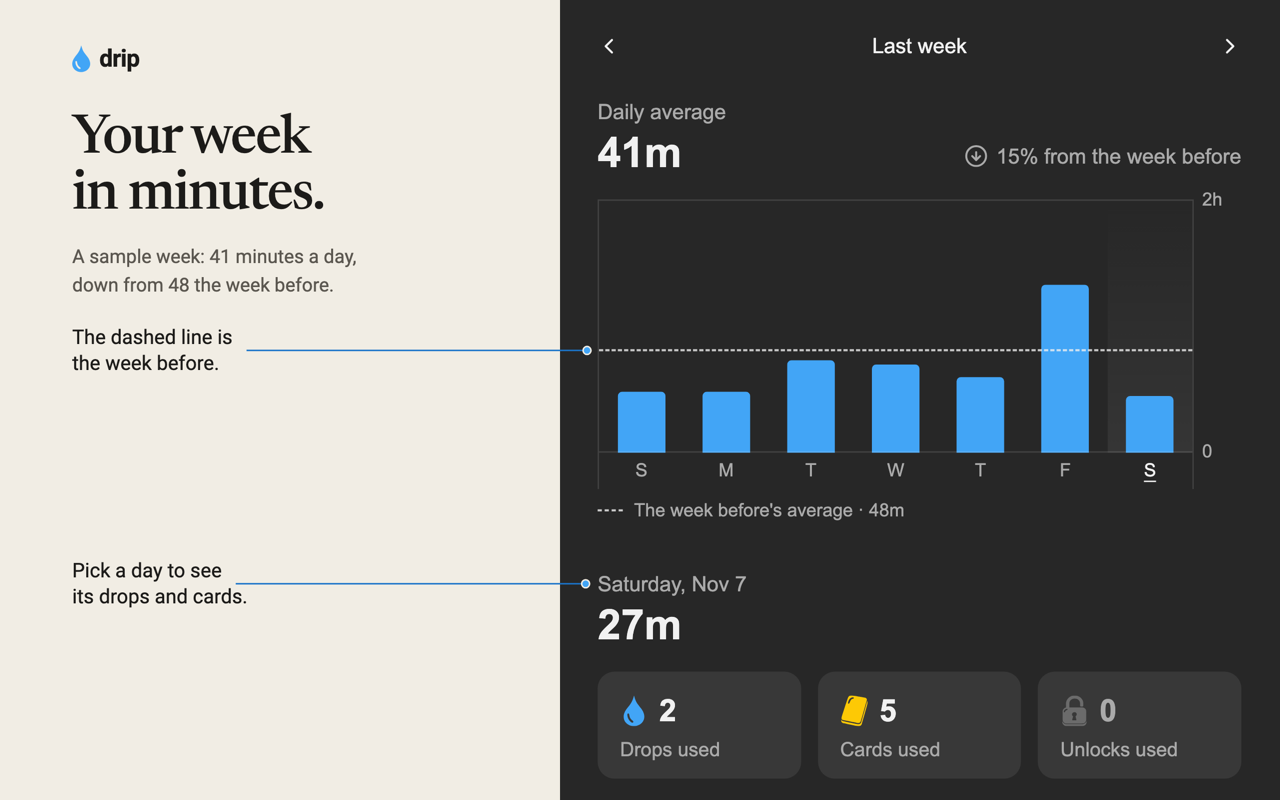 drip
Your week
in minutes.
A sample week: 41 minutes a day,
down from 48 the week before.
The dashed line is
the week before.
Pick a day to see
its drops and cards.
Last week
Daily average
41m
15% from the week before
2h
0
S M T W T F S
The week before's average · 48m
Saturday, Nov 7
27m
2
Drops used
5
Cards used
0
Unlocks used